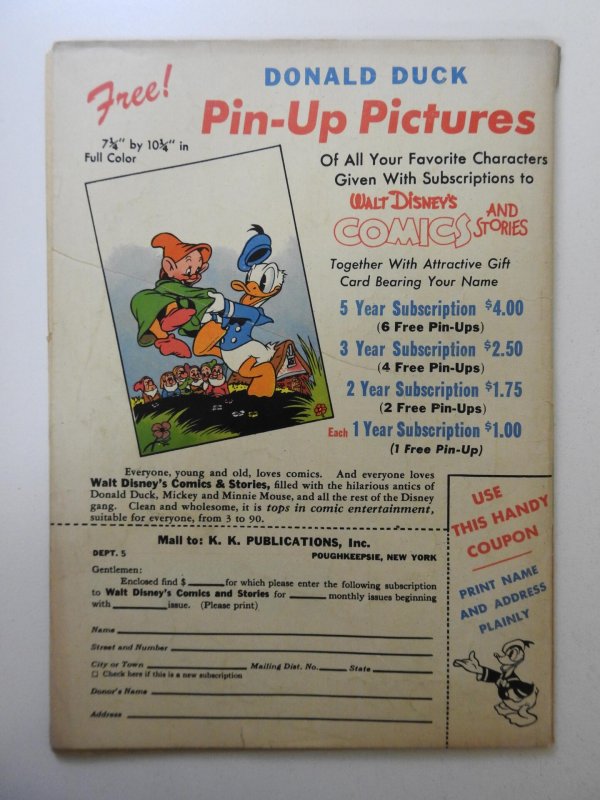 Free!
DONALD DUCK
Pin-Up Pictures
7¼" by 10¼" in
Full Color
Of All Your Favorite Characters
Given With Subscriptions to
WALT DISNEY'S
COMICS AND STORIES
Together With Attractive Gift
Card Bearing Your Name
5 Year Subscription $4.00
(6 Free Pin-Ups)
3 Year Subscription $2.50
(4 Free Pin-Ups)
2 Year Subscription $1.75
(2 Free Pin-Ups)
Each 1 Year Subscription $1.00
(1 Free Pin-Up)
Everyone, young and old, loves comics. And everyone loves
Walt Disney's Comics & Stories, filled with the hilarious antics of
Donald Duck, Mickey and Minnie Mouse, and all the rest of the Disney
gang. Clean and wholesome, it is tops in comic entertainment,
suitable for everyone, from 3 to 90.
Mail to: K. K. PUBLICATIONS, Inc.
DEPT. 5 POUGHKEEPSIE, NEW YORK
Gentlemen:
Enclosed find $ ______ for which please enter the following subscription
to Walt Disney's Comics and Stories for ______ monthly issues beginning
with ______ issue. (Please print)
Name
Street and Number
City or Town ______ Mailing Dist. No. ______ State
☐ Check here if this is a new subscription
Donor's Name
Address
USE
THIS HANDY
COUPON
PRINT NAME
AND ADDRESS
PLAINLY